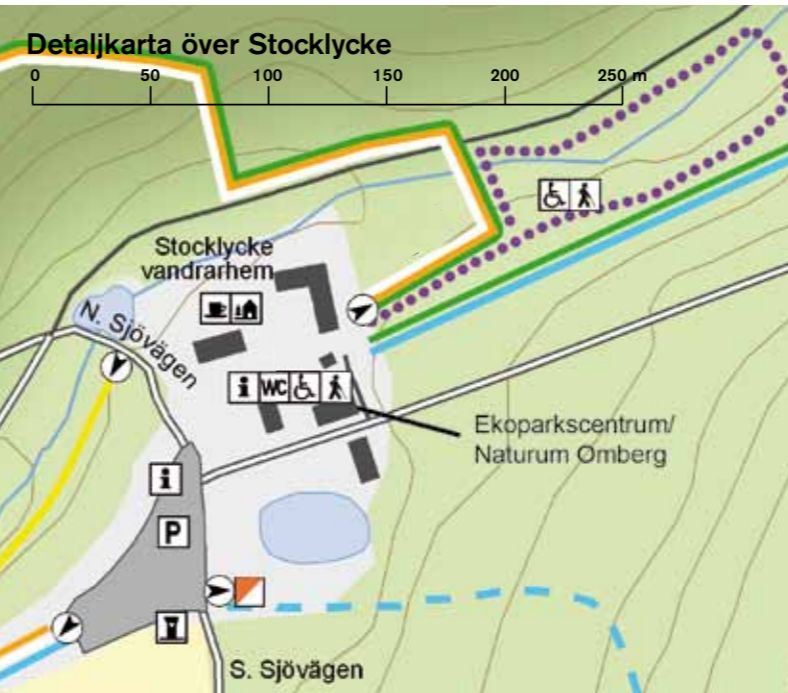 Detaljkarta över Stocklycke
0 50 100 150 200 250 m
Stocklycke
vandrarhem
N. Sjövägen
i WC
Ekoparkscentrum/
Naturum Omberg
i
P
S. Sjövägen